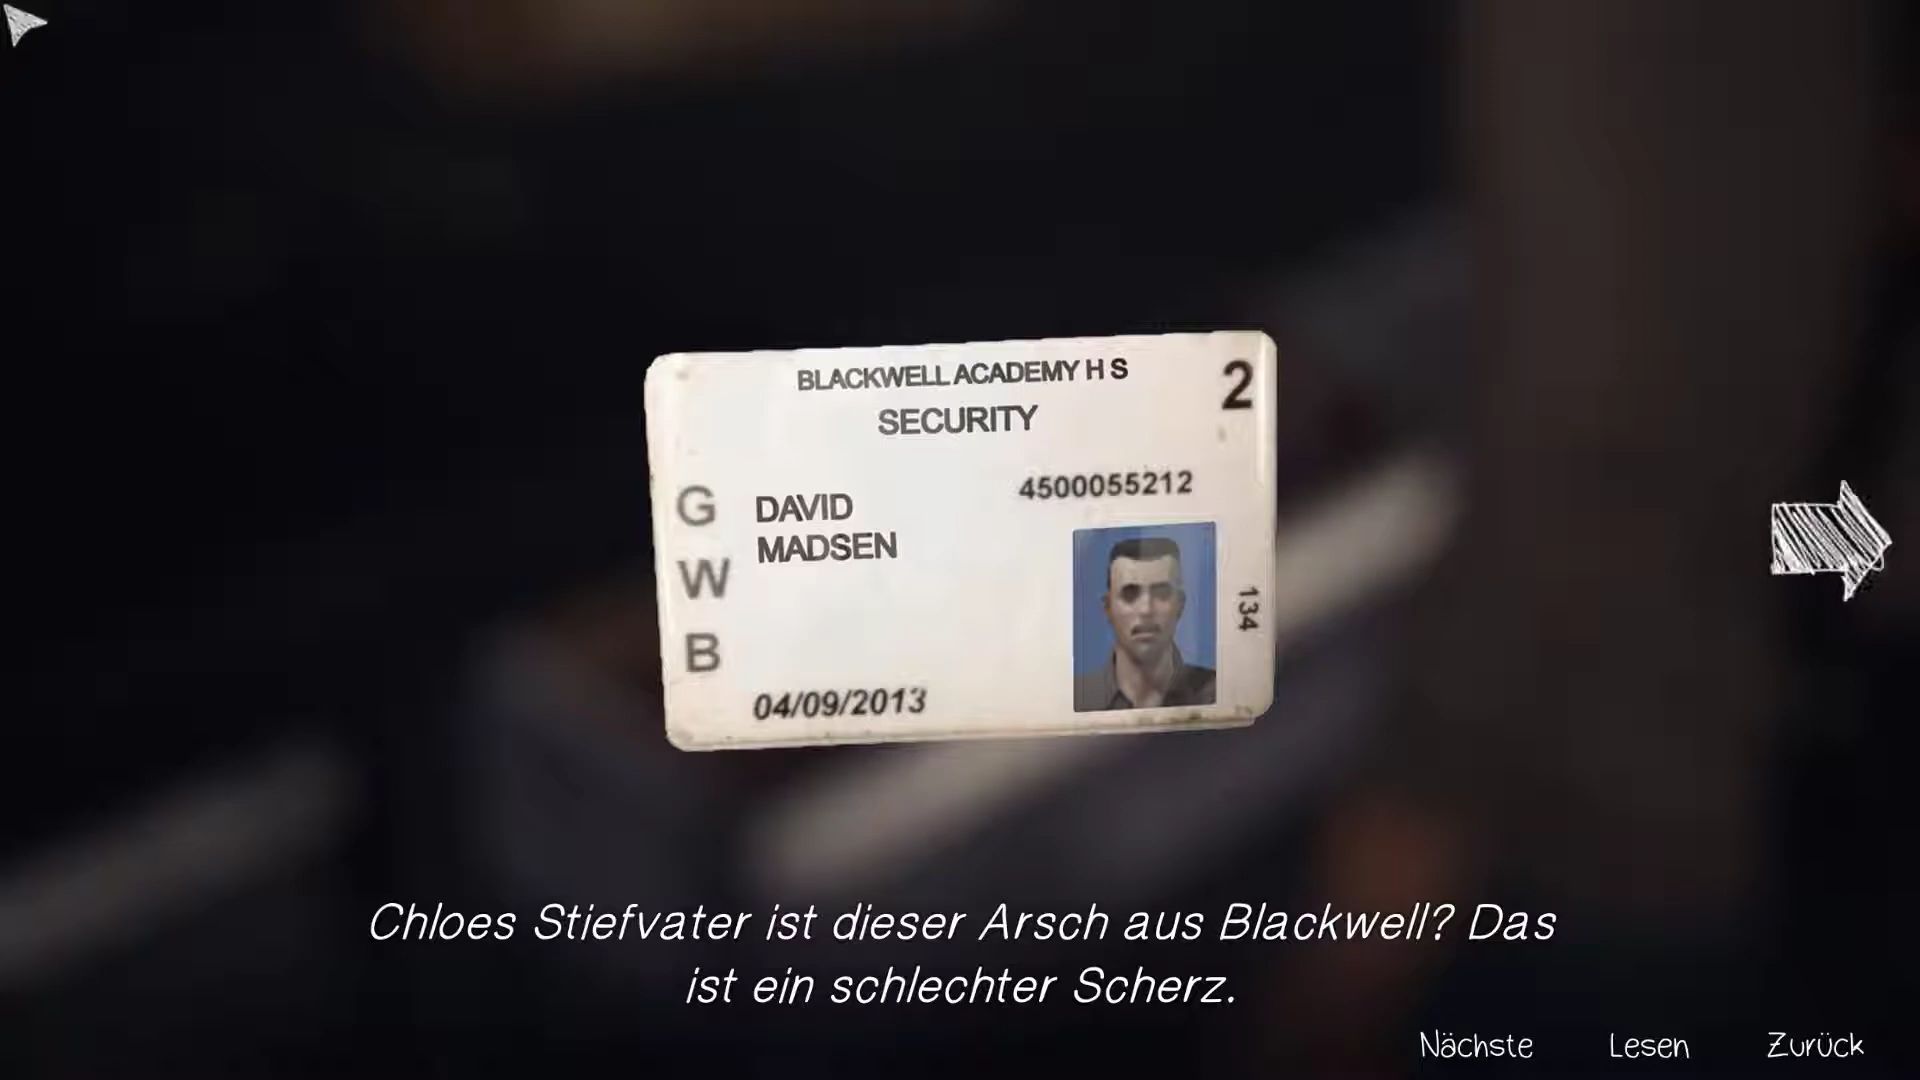 BLACKWELL ACADEMY H S
2
SECURITY
4500055212
G
DAVID
MADSEN
W
134
B
04/09/2013
Chloes Stiefvater ist dieser Arsch aus Blackwell? Das
ist ein schlechter Scherz.
Nächste Lesen Zurück